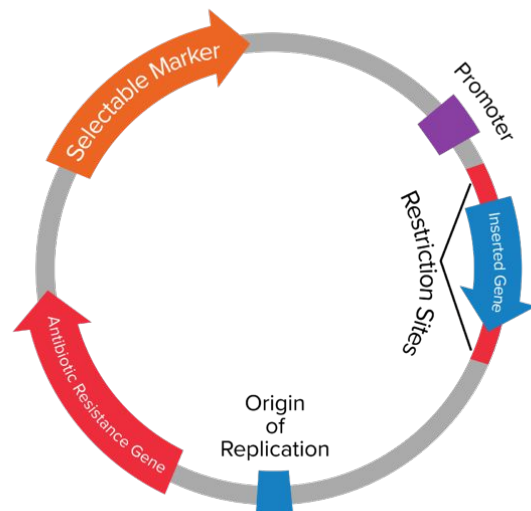 Selectable Marker
Promoter
Restriction Sites
Inserted Gene
Antibiotic Resistance Gene
Origin
of
Replication